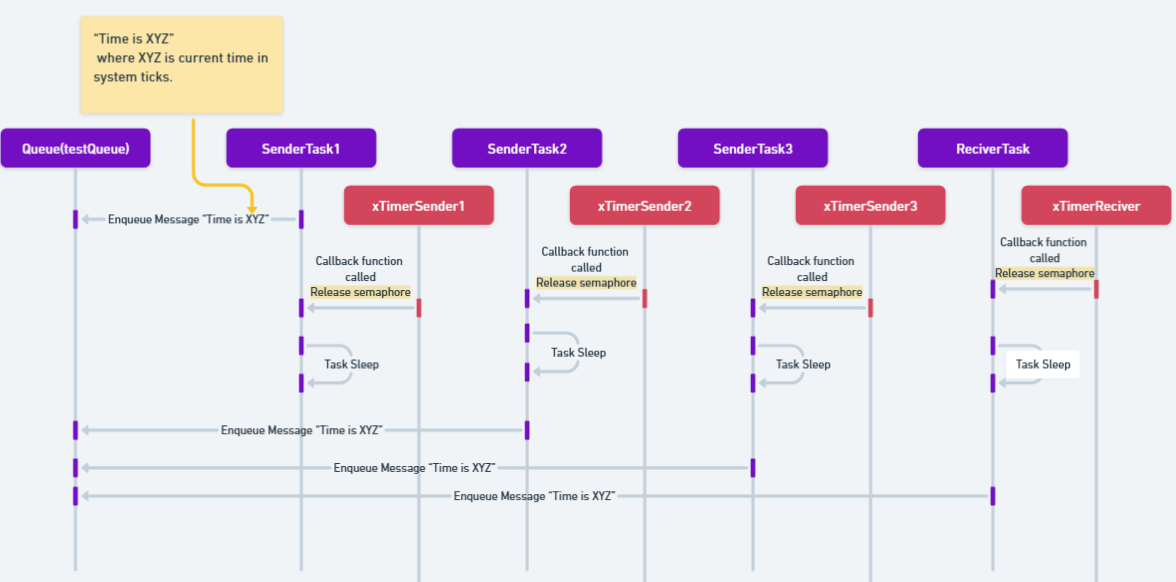 “Time is XYZ”
where XYZ is current time in
system ticks.
Queue(testQueue)
SenderTask1
SenderTask2
SenderTask3
ReciverTask
xTimerSender1
xTimerSender2
xTimerSender3
xTimerReciver
Enqueue Message “Time is XYZ”
Callback function
called
Release semaphore
Callback function
called
Release semaphore
Callback function
called
Release semaphore
Callback function
called
Release semaphore
Task Sleep
Task Sleep
Task Sleep
Task Sleep
Enqueue Message “Time is XYZ”
Enqueue Message “Time is XYZ”
Enqueue Message “Time is XYZ”